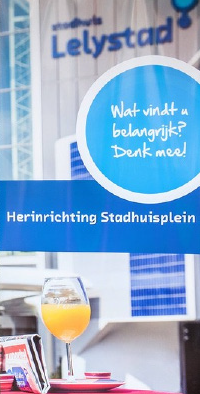 stadhuis
Lelystad
Wat vindt u
belangrijk?
Denk mee!
Herinrichting Stadhuisplein